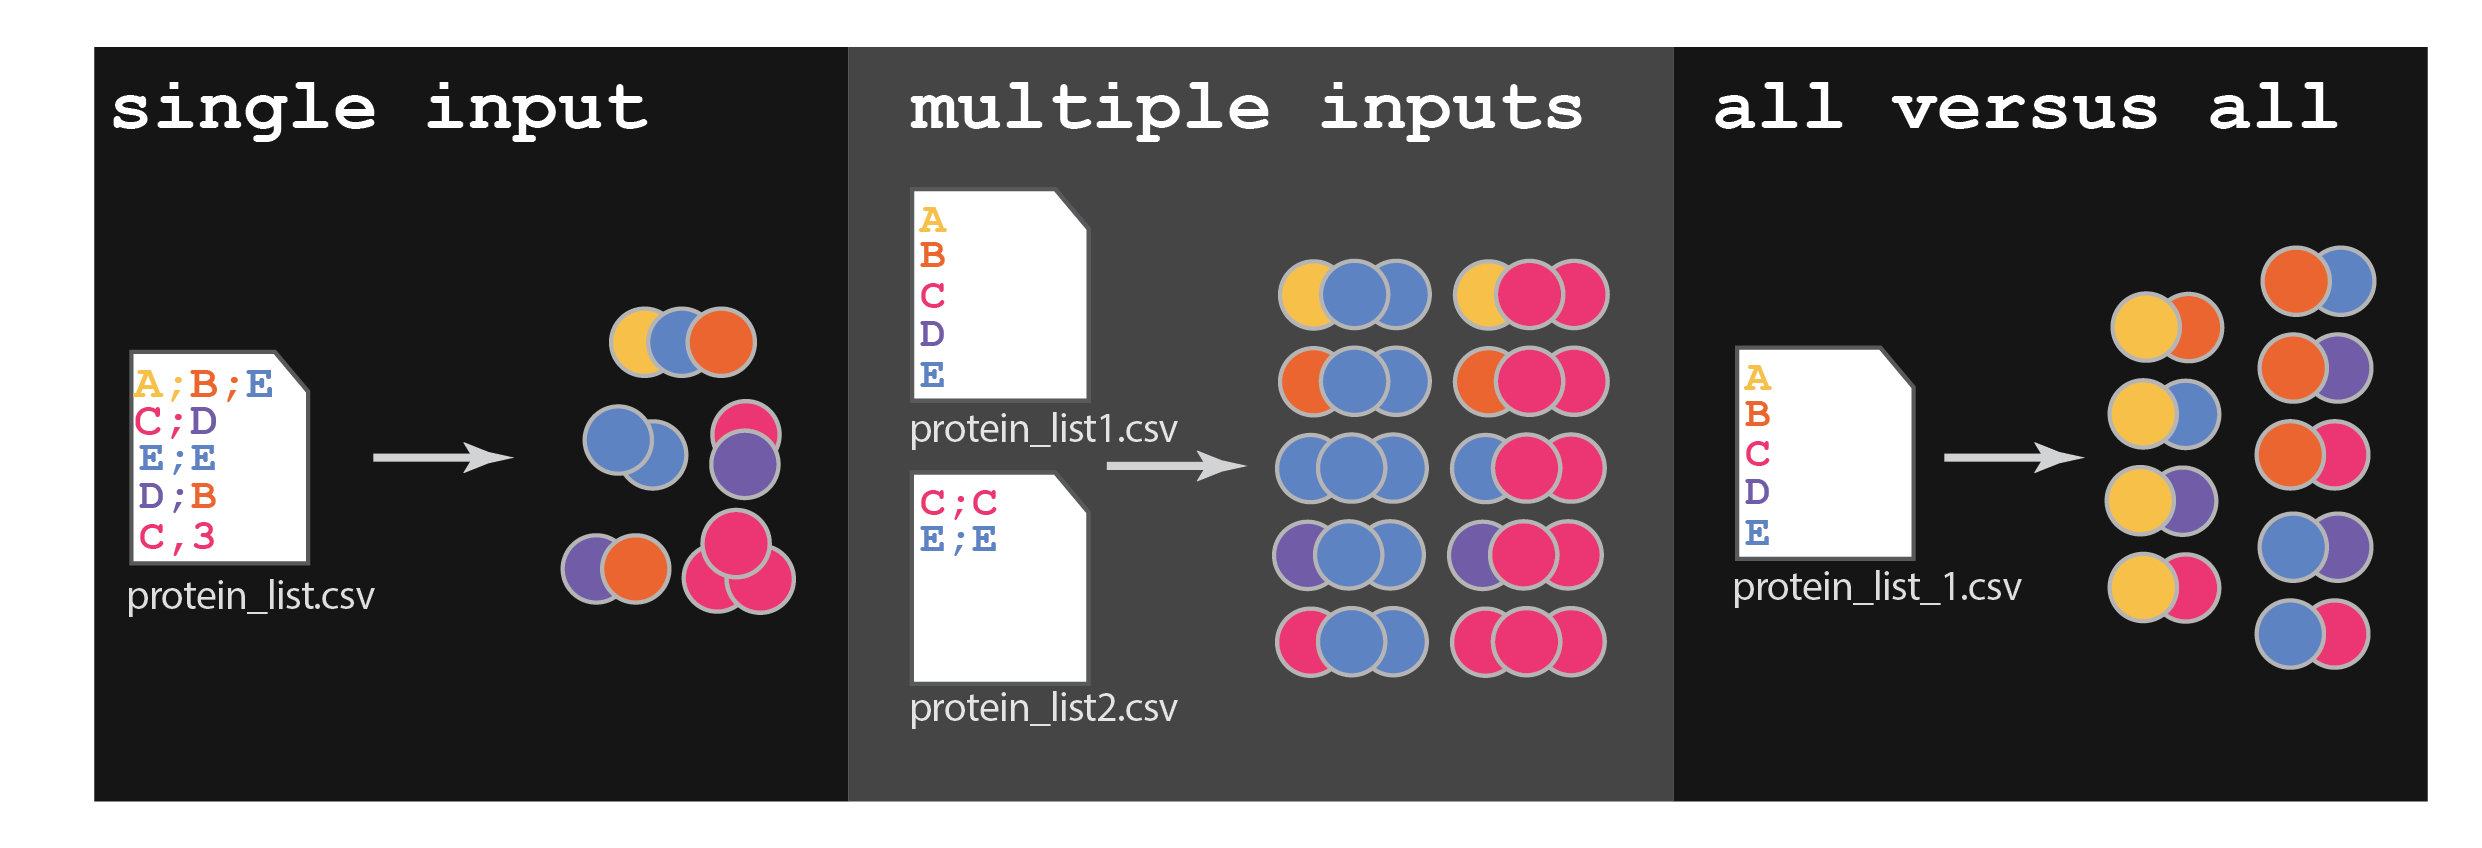 single input
A;B;E
C;D
E;E
D;B
C,3
protein_list.csv
multiple inputs
A
B
C
D
E
protein_list1.csv
C;C
E;E
protein_list2.csv
all versus all
A
B
C
D
E
protein_list_1.csv